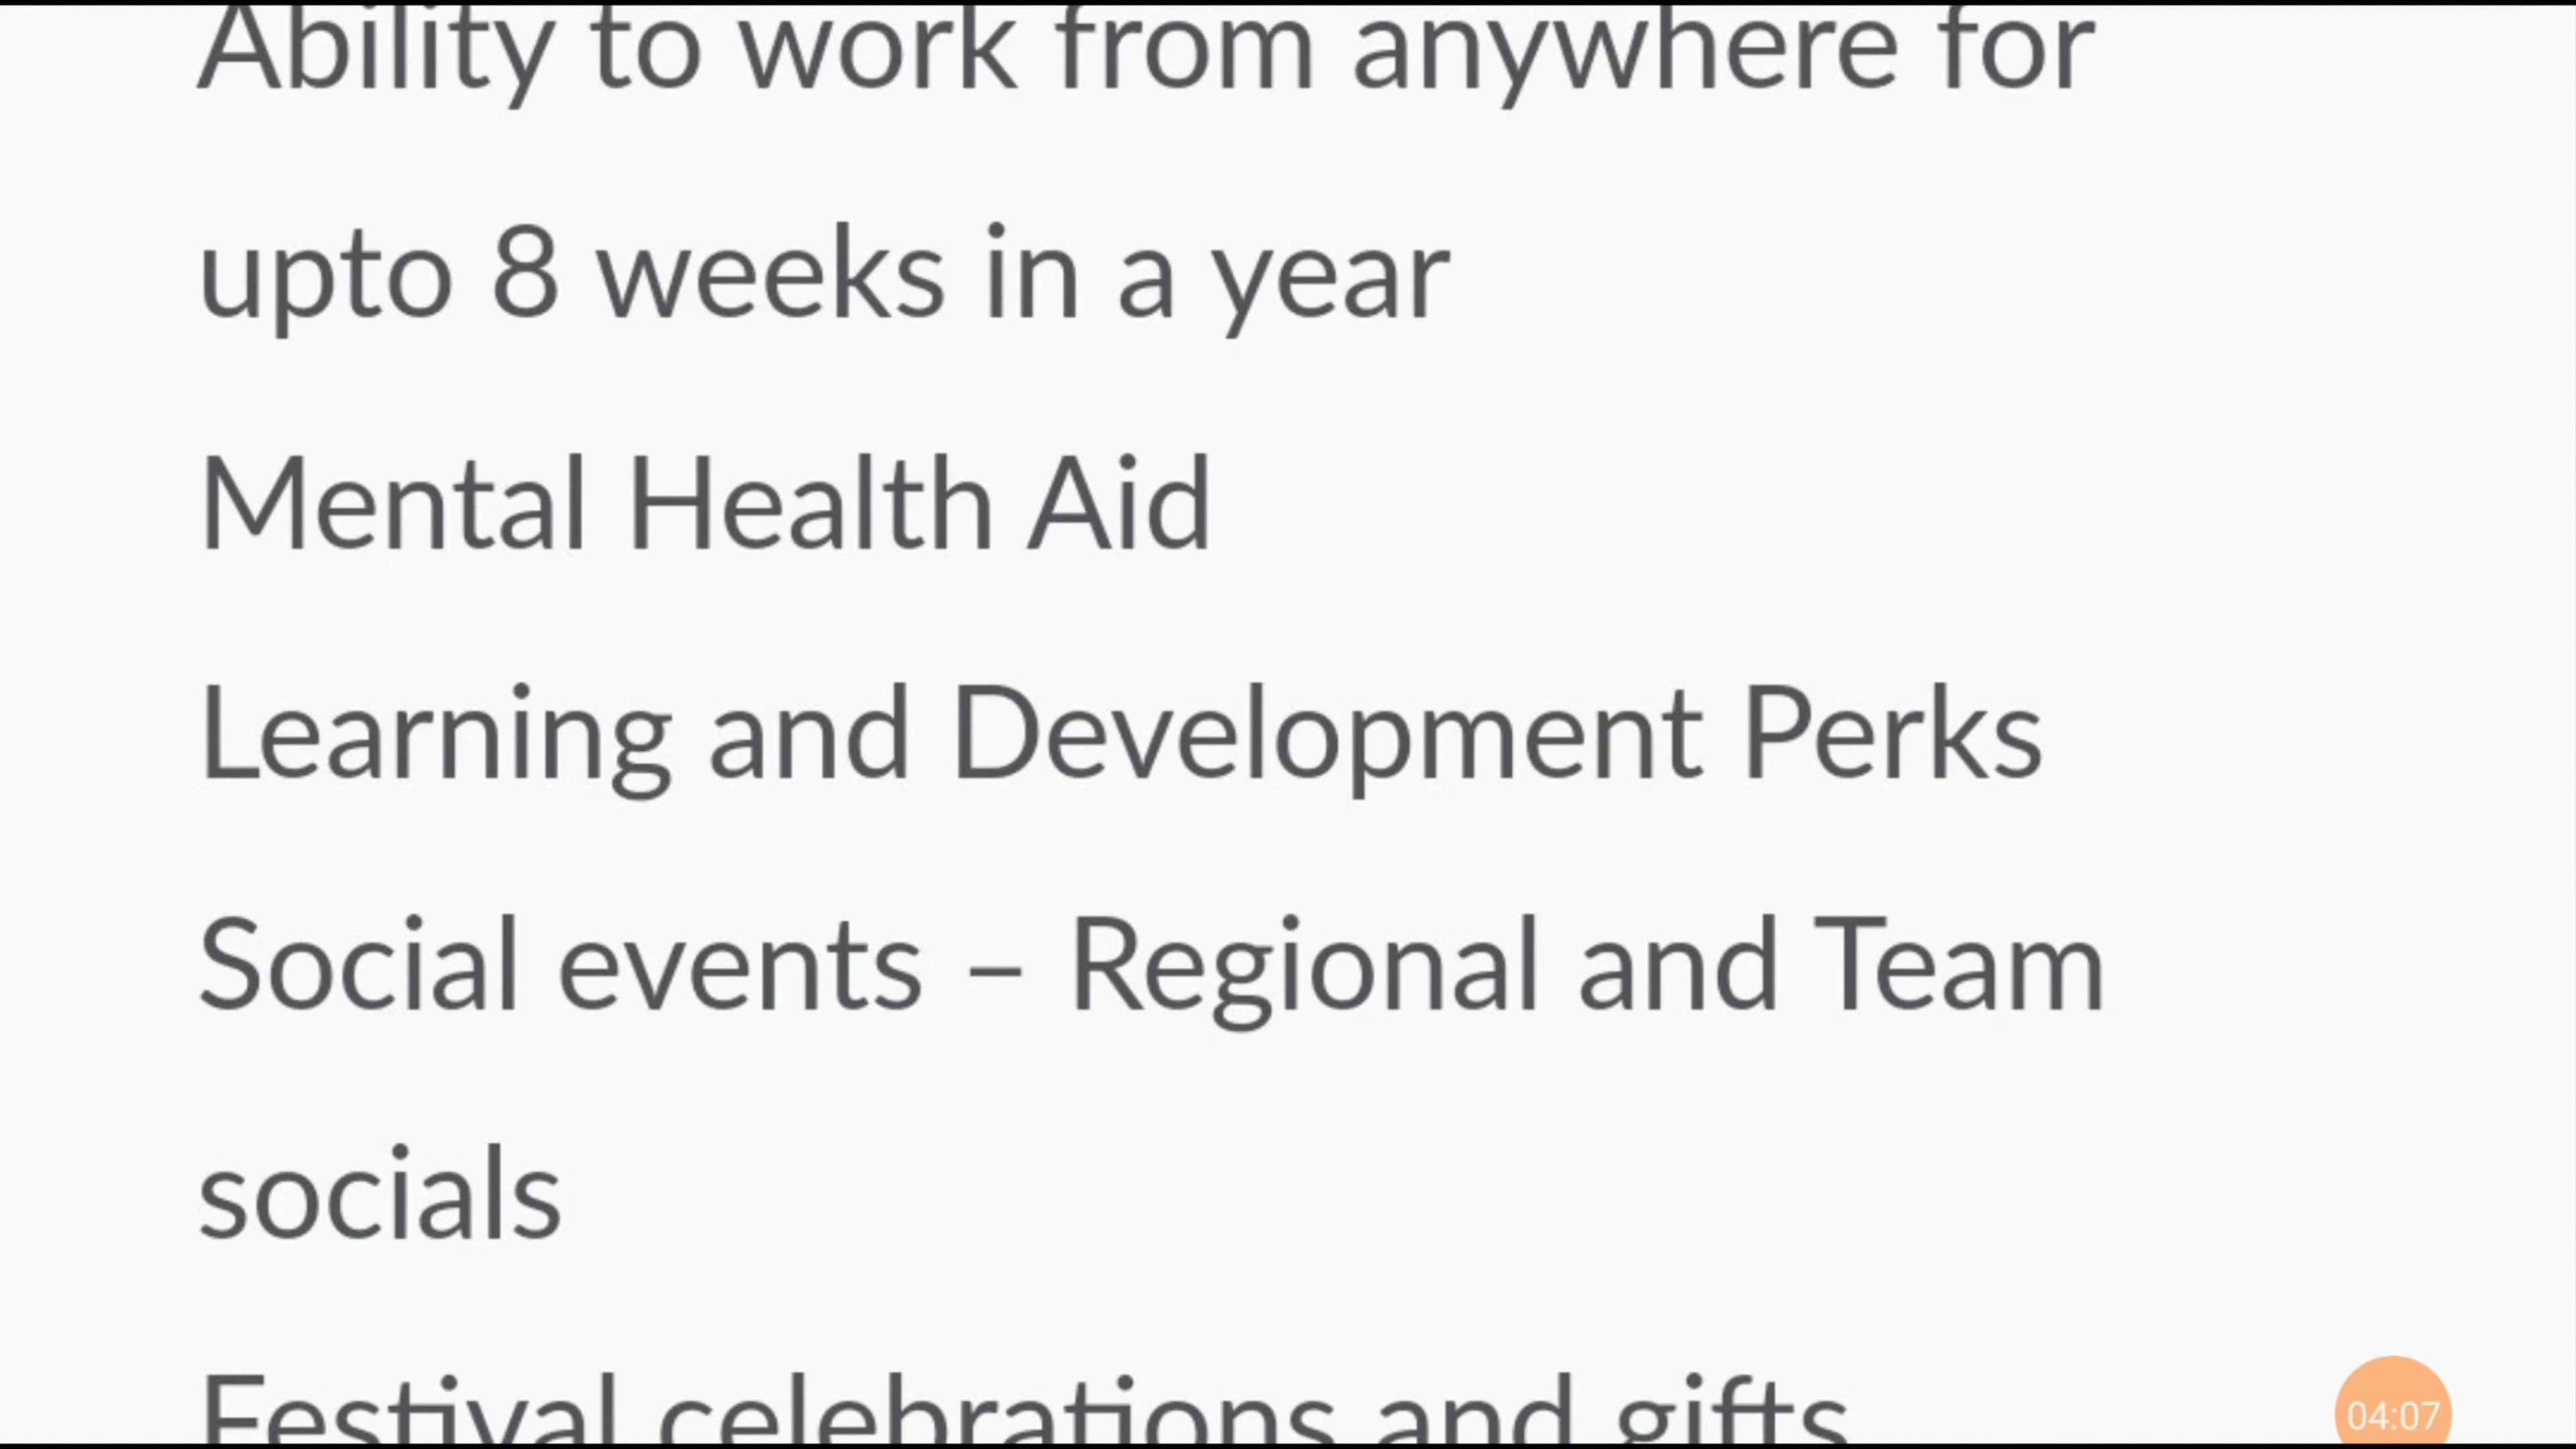 Ability to work from anywhere for
upto 8 weeks in a year
Mental Health Aid
Learning and Development Perks
Social events – Regional and Team
socials
Festival celebrations and gifts
04:07